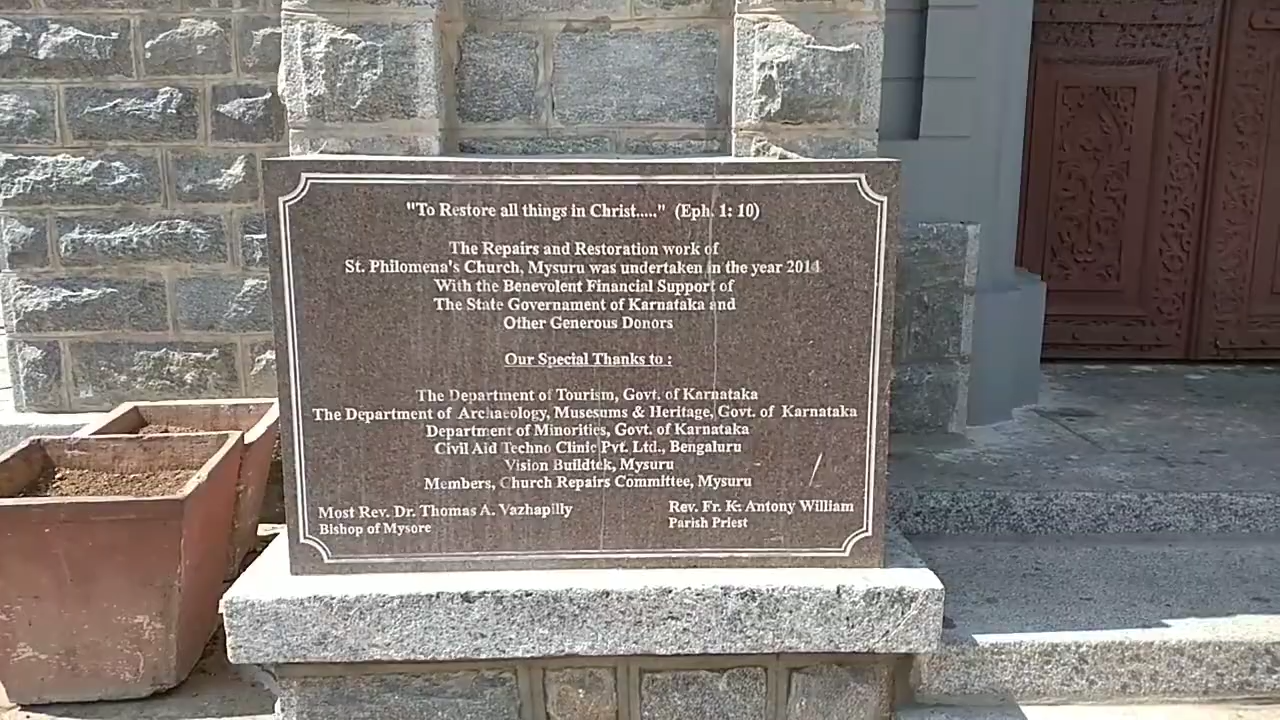 "To Restore all things in Christ....." (Eph. 1: 10)
The Repairs and Restoration work of
St. Philomena's Church, Mysuru was undertaken in the year 2014
With the Benevolent Financial Support of
The State Governament of Karnataka and
Other Generous Donors
Our Special Thanks to :
The Department of Tourism, Govt. of Karnataka
The Department of Archaeology, Musesums & Heritage, Govt. of Karnataka
Department of Minorities, Govt. of Karnataka
Civil Aid Techno Clinic Pvt. Ltd., Bengaluru
Vision Buildtek, Mysuru
Members, Church Repairs Committee, Mysuru
Most Rev. Dr. Thomas A. Vazhapilly
Bishop of Mysore
Rev. Fr. K. Antony William
Parish Priest